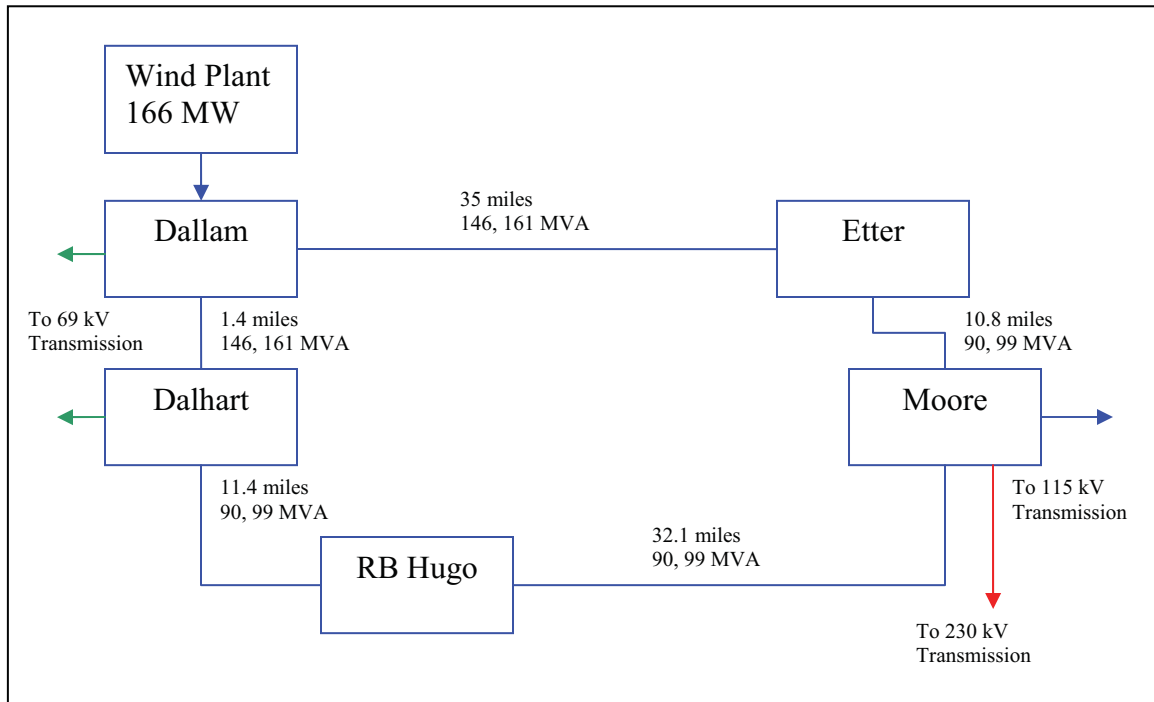 Wind Plant
166 MW
35 miles
146, 161 MVA
Dallam
Etter
To 69 kV
Transmission
1.4 miles
146, 161 MVA
10.8 miles
90, 99 MVA
Dalhart
Moore
11.4 miles
90, 99 MVA
To 115 kV
Transmission
32.1 miles
90, 99 MVA
RB Hugo
To 230 kV
Transmission